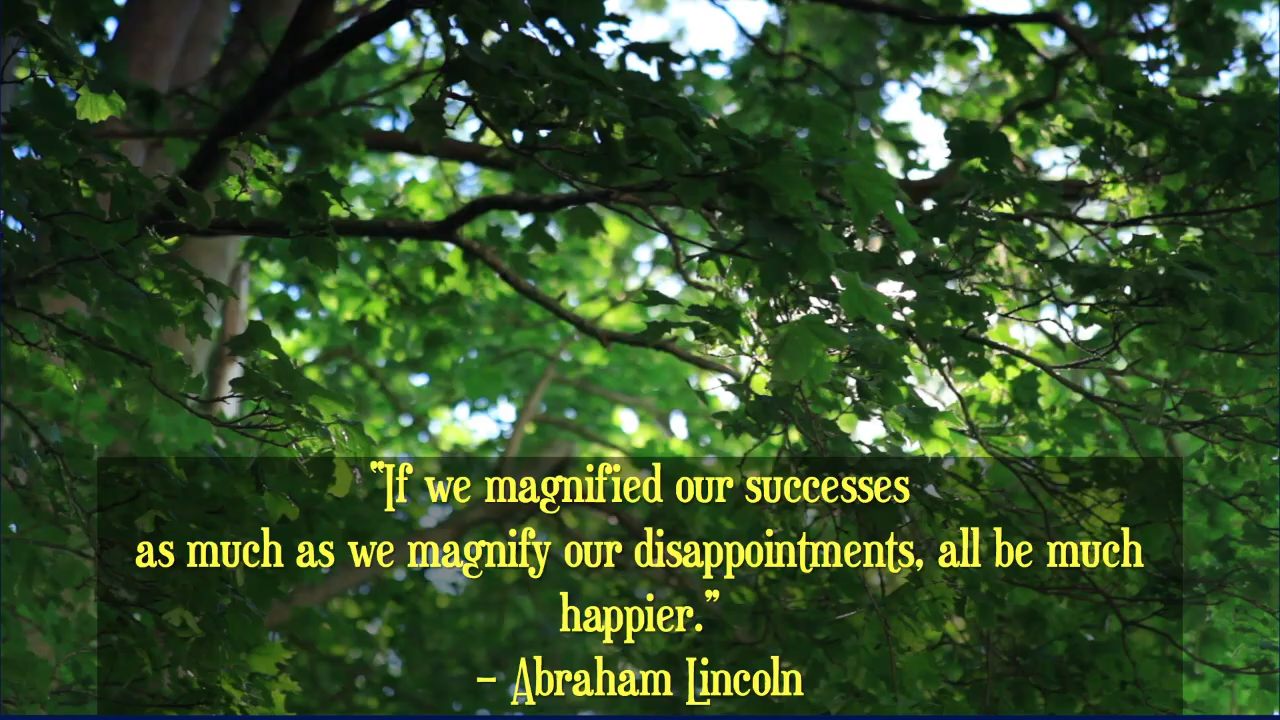 “If we magnified our successes
as much as we magnify our disappointments, all be much
happier.”
– Abraham Lincoln